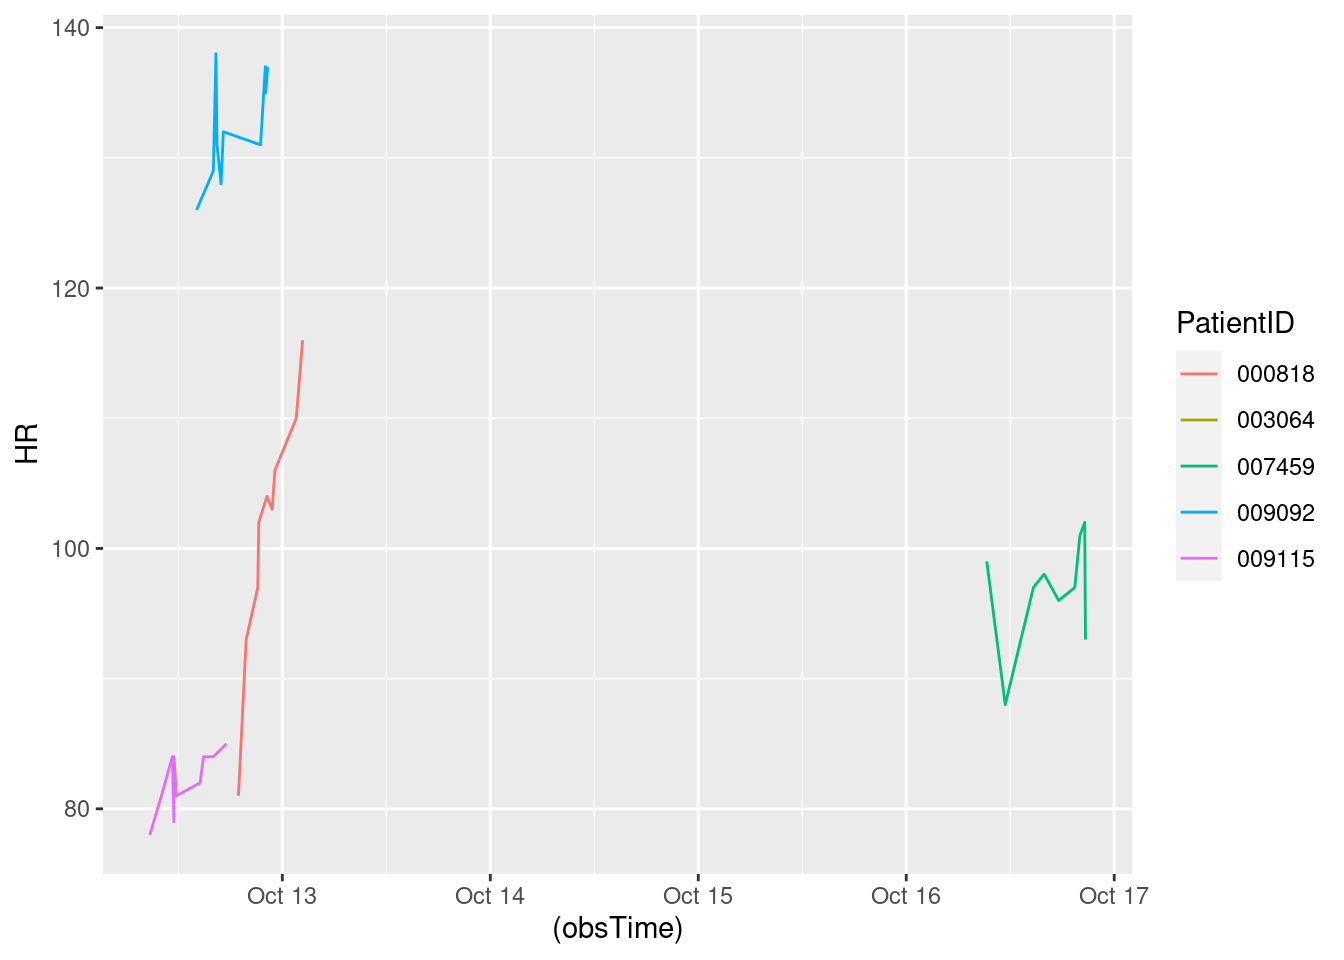 140
120
100
80
HR
Oct 13
Oct 14
Oct 15
Oct 16
Oct 17
(obsTime)
PatientID
000818
003064
007459
009092
009115